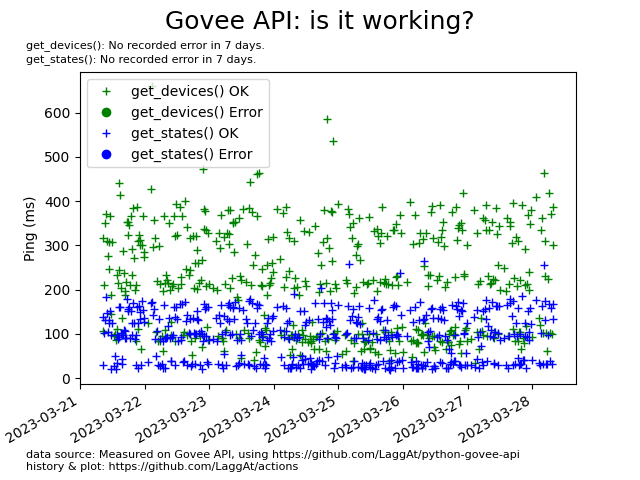 Govee API: is it working?
get_devices(): No recorded error in 7 days.
get_states(): No recorded error in 7 days.
get_devices() OK
get_devices() Error
get_states() OK
get_states() Error
Ping (ms)
600
500
400
300
200
100
0
2023-03-21
2023-03-22
2023-03-23
2023-03-24
2023-03-25
2023-03-26
2023-03-27
2023-03-28
data source: Measured on Govee API, using https://github.com/LaggAt/python-govee-api
history & plot: https://github.com/LaggAt/actions